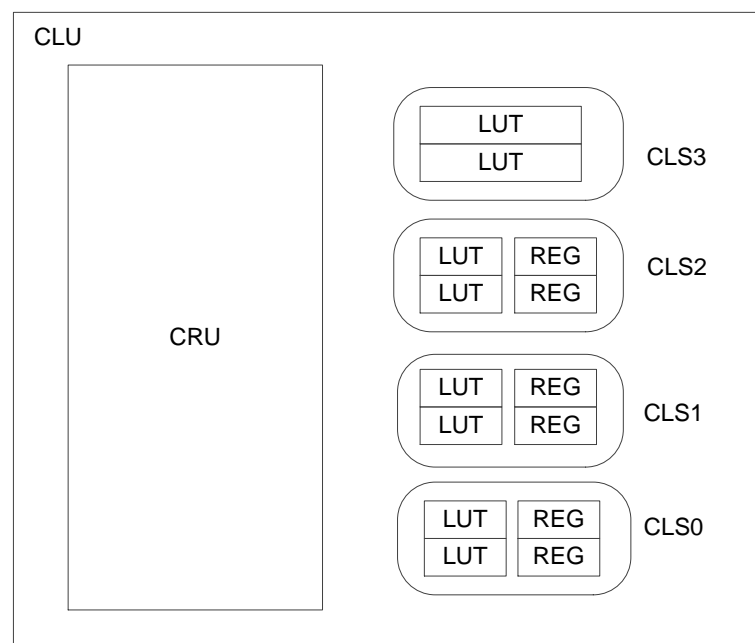 CLU
CRU
LUT
LUT
CLS3
LUT REG
LUT REG
CLS2
LUT REG
LUT REG
CLS1
LUT REG
LUT REG
CLS0